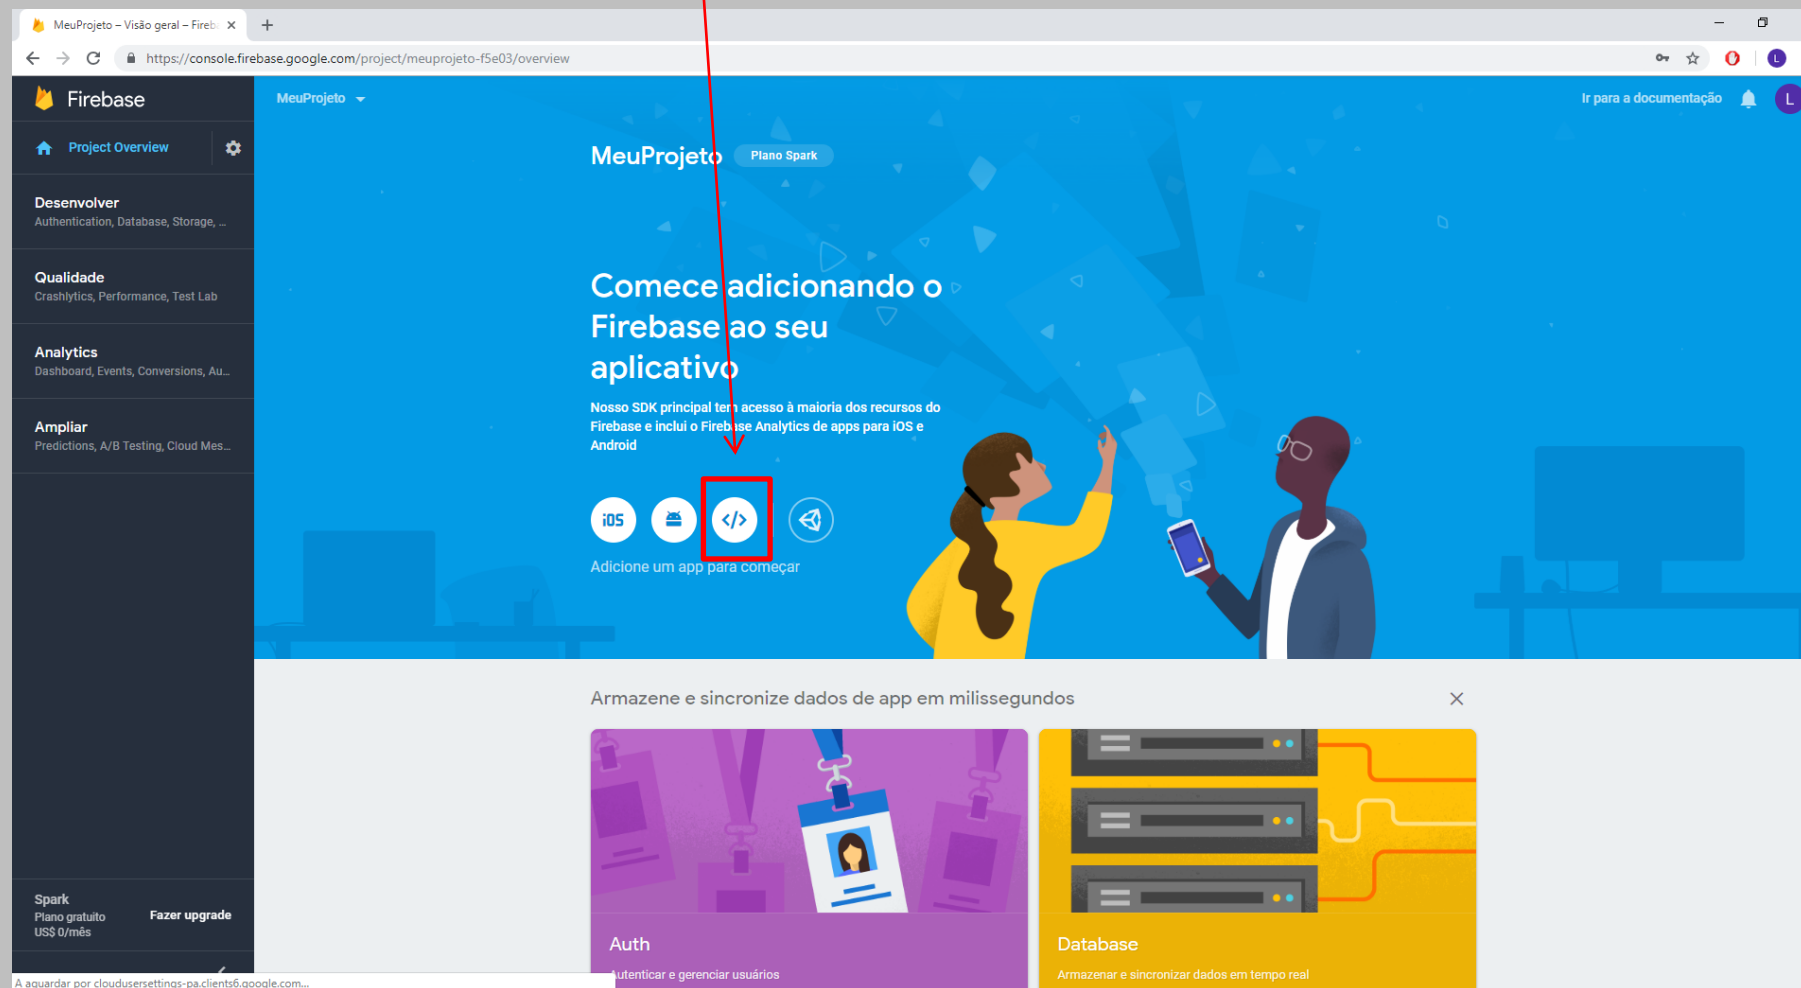 MeuProjeto – Visão geral – Fireb
https://console.firebase.google.com/project/meuprojeto-f5e03/overview
L
Firebase
MeuProjeto
Ir para a documentação
L
Project Overview
MeuProjeto
Plano Spark
Desenvolver
Authentication, Database, Storage, ...
Qualidade
Crashlytics, Performance, Test Lab
Analytics
Dashboard, Events, Conversions, Au...
Ampliar
Predictions, A/B Testing, Cloud Mes...
Comece adicionando o
Firebase ao seu
aplicativo
Nosso SDK principal tem acesso à maioria dos recursos do
Firebase e inclui o Firebase Analytics de apps para iOS e
Android
iOS
</>
Adicione um app para começar
Armazene e sincronize dados de app em milissegundos
Auth
Autenticar e gerenciar usuários
Database
Armazenar e sincronizar dados em tempo real
Spark
Plano gratuito
US$ 0/mês
Fazer upgrade
A aguardar por cloudusersettings-pa.clients6.google.com...